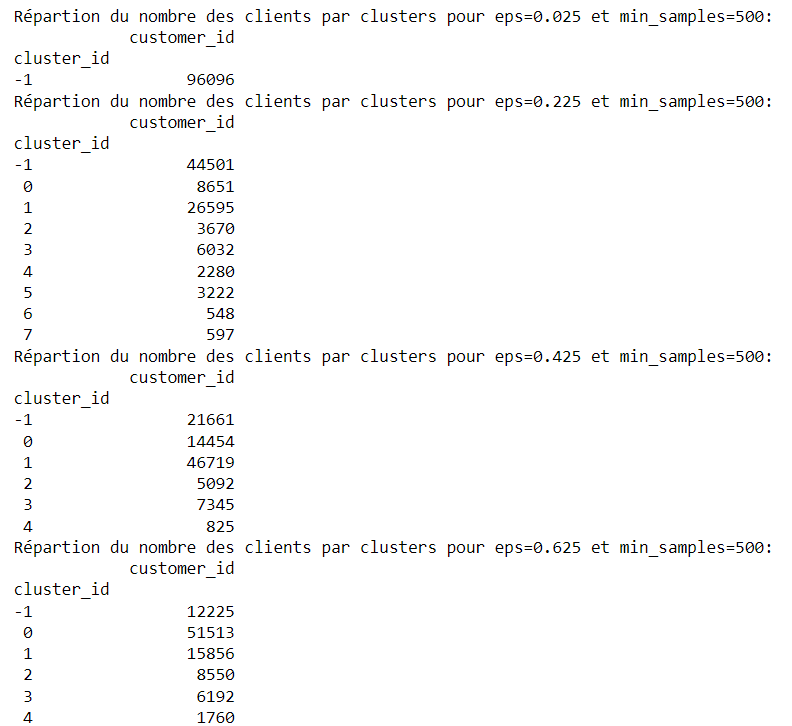 Répartion du nombre des clients par clusters pour eps=0.025 et min_samples=500:
customer_id
cluster_id
-1 96096
Répartion du nombre des clients par clusters pour eps=0.225 et min_samples=500:
customer_id
cluster_id
-1 44501
0 8651
1 26595
2 3670
3 6032
4 2280
5 3222
6 548
7 597
Répartion du nombre des clients par clusters pour eps=0.425 et min_samples=500:
customer_id
cluster_id
-1 21661
0 14454
1 46719
2 5092
3 7345
4 825
Répartion du nombre des clients par clusters pour eps=0.625 et min_samples=500:
customer_id
cluster_id
-1 12225
0 51513
1 15856
2 8550
3 6192
4 1760